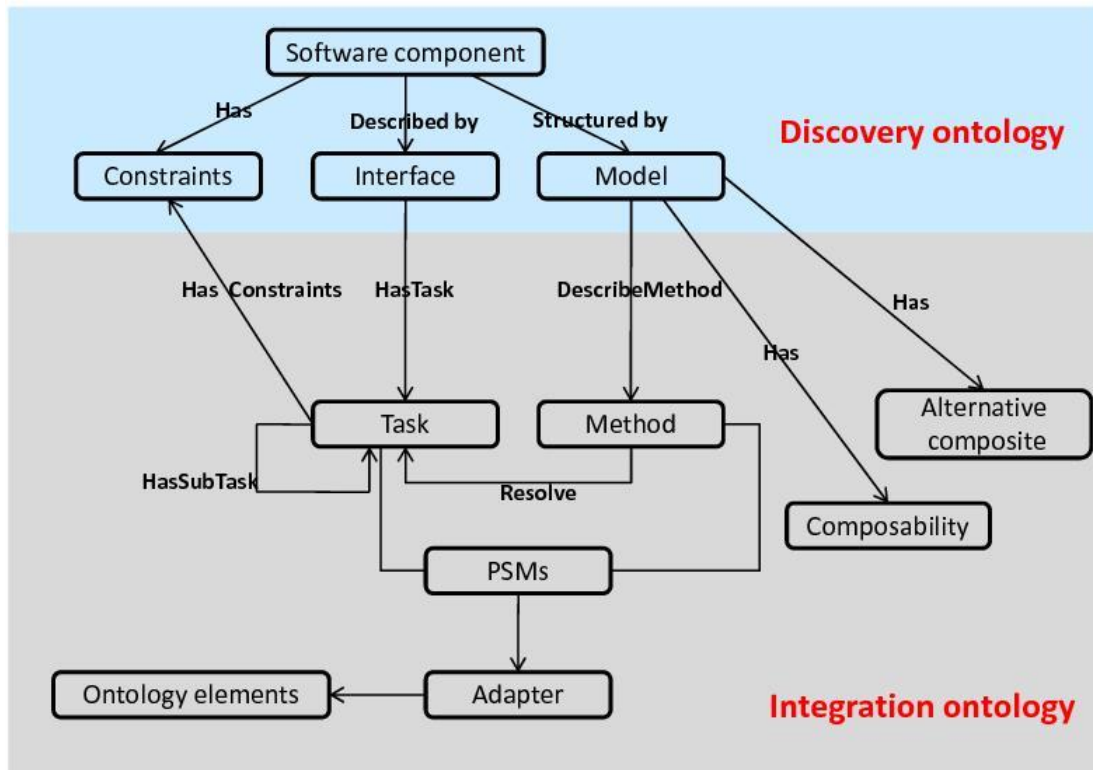 Software component
Has
Described by
Structured by
Discovery ontology
Constraints
Interface
Model
Has Constraints
HasTask
DescribeMethod
Has
Has
Alternative
composite
Task
Method
HasSubTask
Resolve
Composability
PSMs
Ontology elements
Adapter
Integration ontology